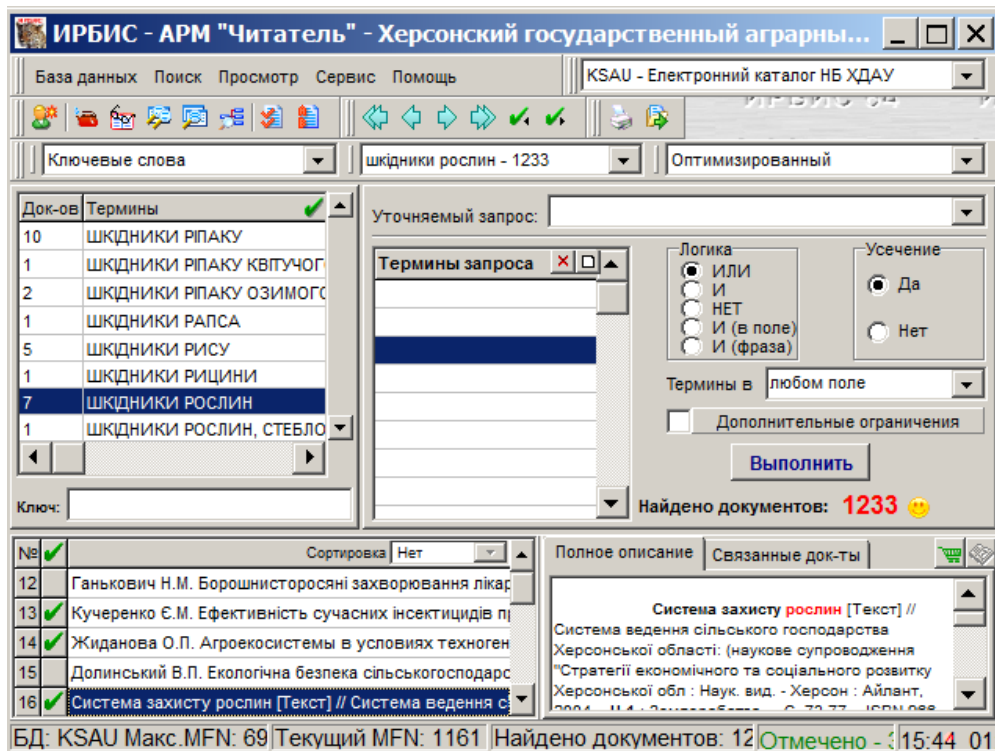 ИРБИС - АРМ "Читатель" - Херсонский государственный аграрны...
База данных Поиск Просмотр Сервис Помощь
KSAU - Електронний каталог НБ ХДАУ
Ключевые слова
шкідники рослин - 1233
Оптимизированный
Док-ов Термины
10 ШКІДНИКИ РІПАКУ
1 ШКІДНИКИ РІПАКУ КВІТУЧОГ
2 ШКІДНИКИ РІПАКУ ОЗИМОГО
1 ШКІДНИКИ РАПСА
5 ШКІДНИКИ РИСУ
1 ШКІДНИКИ РИЦИНИ
7 ШКІДНИКИ РОСЛИН
1 ШКІДНИКИ РОСЛИН, СТЕБЛО
Ключ:
Уточняемый запрос:
Термины запроса
Логика
ИЛИ
И
НЕТ
И (в поле)
И (фраза)
Усечение
Да
Нет
Термины в любом поле
Дополнительные ограничения
Выполнить
Найдено документов: 1233
№ Сортировка Нет
12 Ганькович Н.М. Борошнисторосяні захворювання лікар
13 Кучеренко Є.М. Ефективність сучасних інсектицидів п
14 Жиданова О.П. Агроекосистемы в условиях техноген
15 Долинський В.П. Екологічна безпека сільськогосподарс
16 Система захисту рослин [Текст] // Система ведення с
Полное описание Связанные док-ты
Система захисту рослин [Текст] //
Система ведення сільського господарства
Херсонської області: (наукове супроводження
"Стратегії економічного та соціального розвитку
Херсонської обл : Наук. вид. - Херсон : Айлант,
БД: KSAU Макс.MFN: 69 Текущий MFN: 1161 Найдено документов: 12 Отмечено - 15:44 01